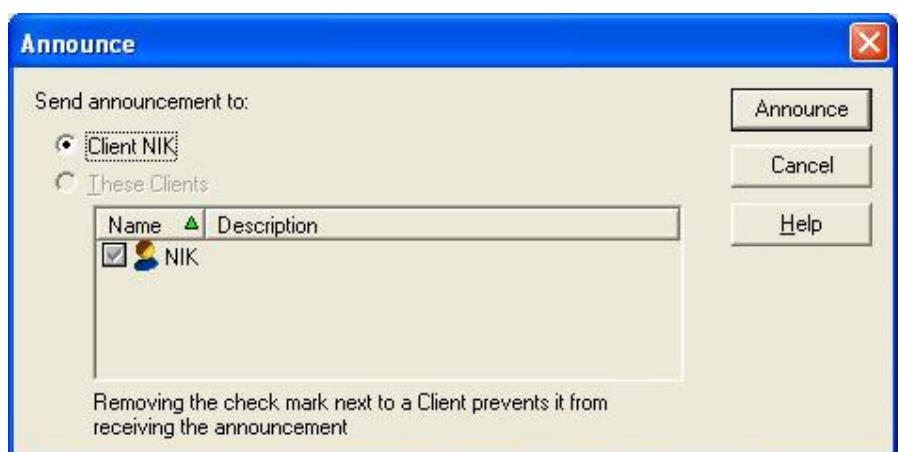 Announce
Send announcement to:
Client NIK
These Clients
Name Description
NIK
Removing the check mark next to a Client prevents it from
receiving the announcement
Announce
Cancel
Help